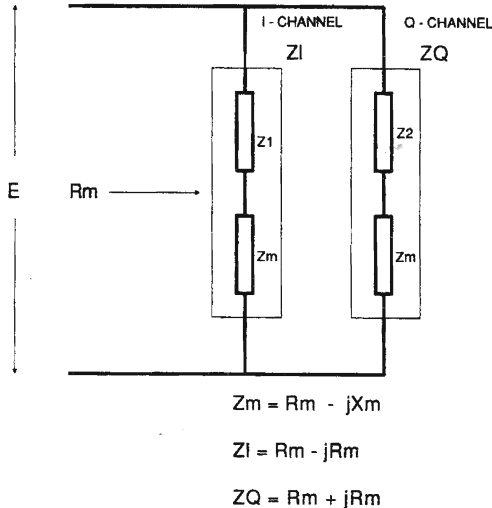 I - CHANNEL
Q - CHANNEL
ZI
ZQ
Z1
Z2
E
Rm
Zm
Zm
Zm = Rm - jXm
ZI = Rm - jRm
ZQ = Rm + jRm